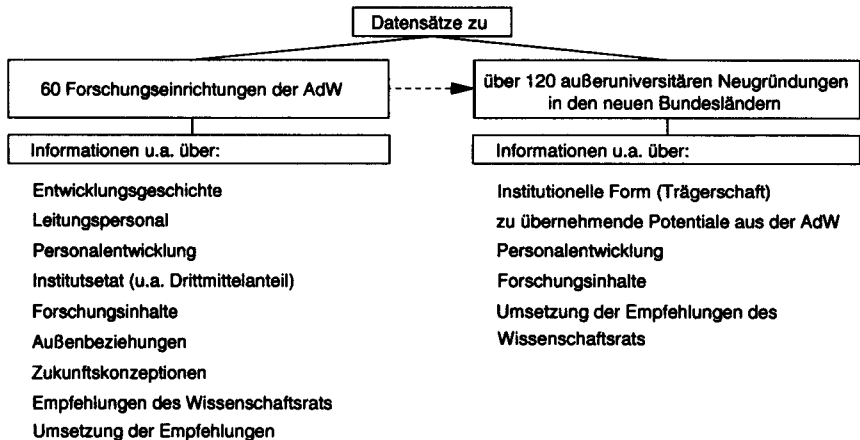 Datensätze zu
60 Forschungseinrichtungen der AdW
über 120 außeruniversitären Neugründungen
in den neuen Bundesländern
Informationen u.a. über:
Entwicklungsgeschichte
Leitungspersonal
Personalentwicklung
Institutsetat (u.a. Drittmittelanteil)
Forschungsinhalte
Außenbeziehungen
Zukunftskonzeptionen
Empfehlungen des Wissenschaftsrats
Umsetzung der Empfehlungen
Informationen u.a. über:
Institutionelle Form (Trägerschaft)
zu übernehmende Potentiale aus der AdW
Personalentwicklung
Forschungsinhalte
Umsetzung der Empfehlungen des
Wissenschaftsrats